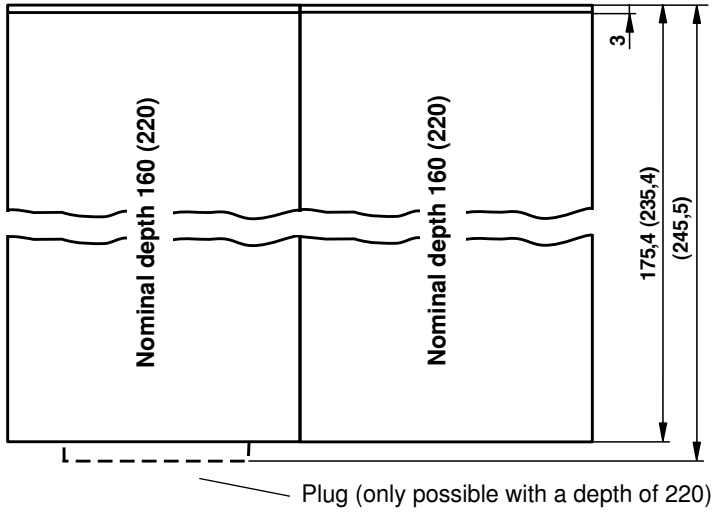 3
Nominal depth 160 (220)
Nominal depth 160 (220)
175,4 (235,4)
(245,5)
Plug (only possible with a depth of 220)